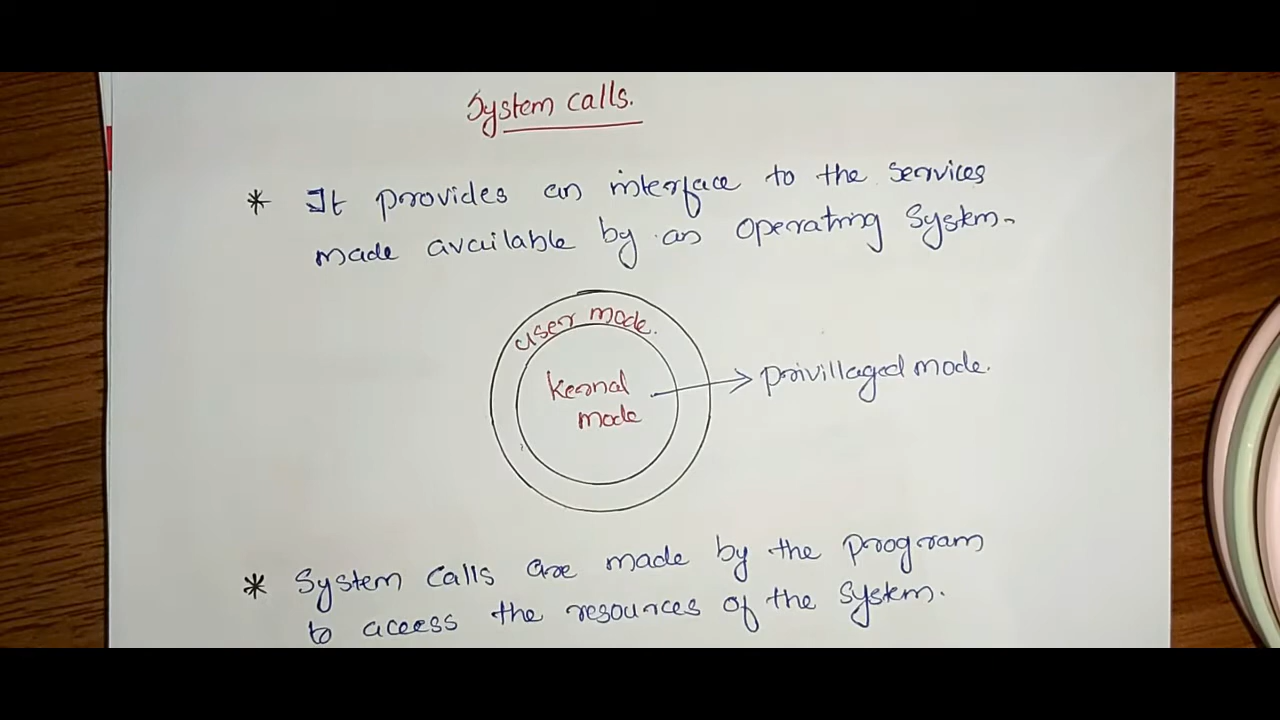 System calls.
* It provides an interface to the services
made available by an operating System.
user mode.
kernal
mode
privillaged mode.
* System calls are made by the program
to access the resources of the system.